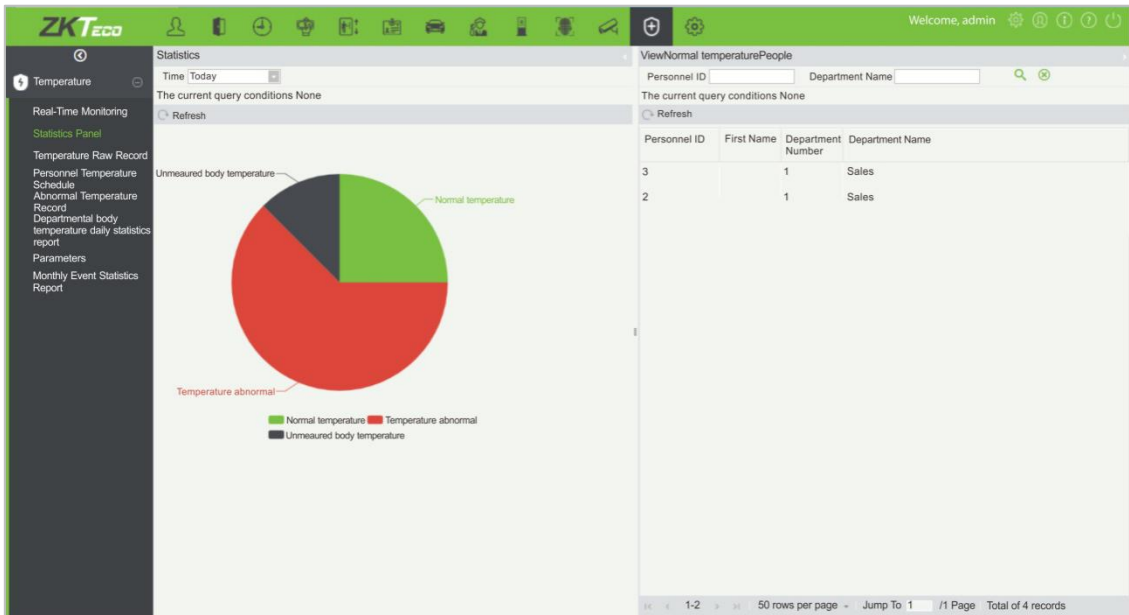 ZKTECO
Welcome, admin
Temperature
Real-Time Monitoring
Statistics Panel
Temperature Raw Record
Personnel Temperature
Schedule
Abnormal Temperature
Record
Departmental body
temperature daily statistics
report
Parameters
Monthly Event Statistics
Report
Statistics
Time Today
The current query conditions None
Refresh
Unmeaured body temperature
Normal temperature
Temperature abnormal
Normal temperature Temperature abnormal
Unmeaured body temperature
ViewNormal temperaturePeople
Personnel ID Department Name
The current query conditions None
Refresh
Personnel ID First Name Department Number Department Name
3 1 Sales
2 1 Sales
1-2 50 rows per page Jump To 1 /1 Page Total of 4 records